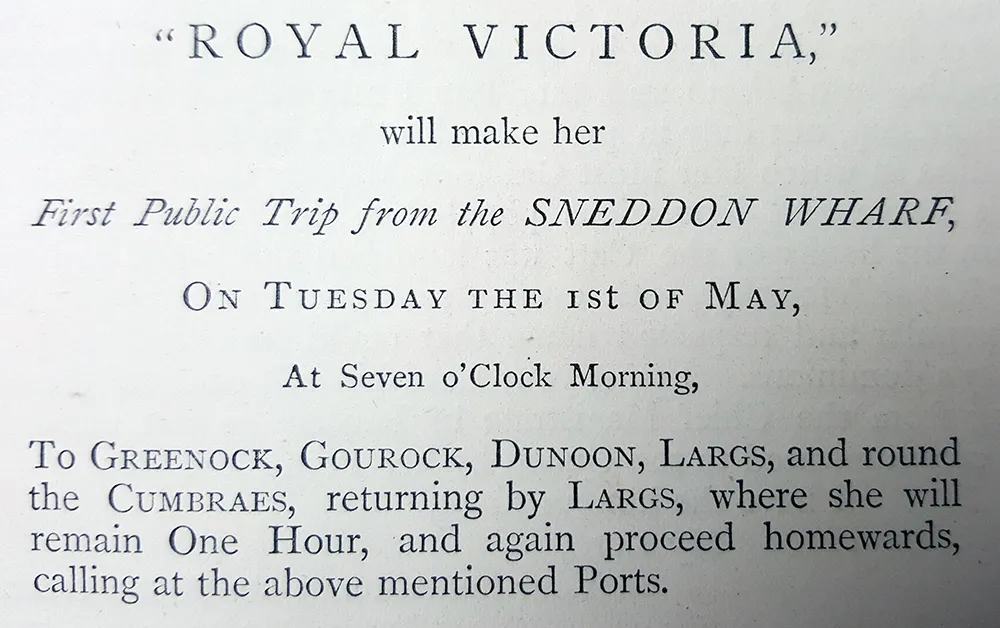 “ROYAL VICTORIA,”
will make her
First Public Trip from the SNEDDON WHARF,
On Tuesday the 1st of May,
At Seven o’Clock Morning,
To Greenock, Gourock, Dunoon, Largs, and round
the Cumbraes, returning by Largs, where she will
remain One Hour, and again proceed homewards,
calling at the above mentioned Ports.